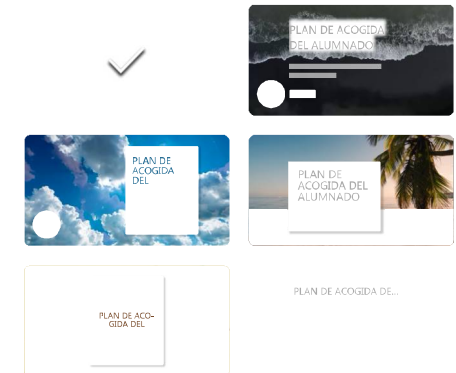 PLAN DE ACOGIDA
DEL ALUMNADO
PLAN DE
ACOGIDA
DEL
PLAN DE
ACOGIDA DEL
ALUMNADO
PLAN DE ACO-
GIDA DEL
PLAN DE ACOGIDA DE...